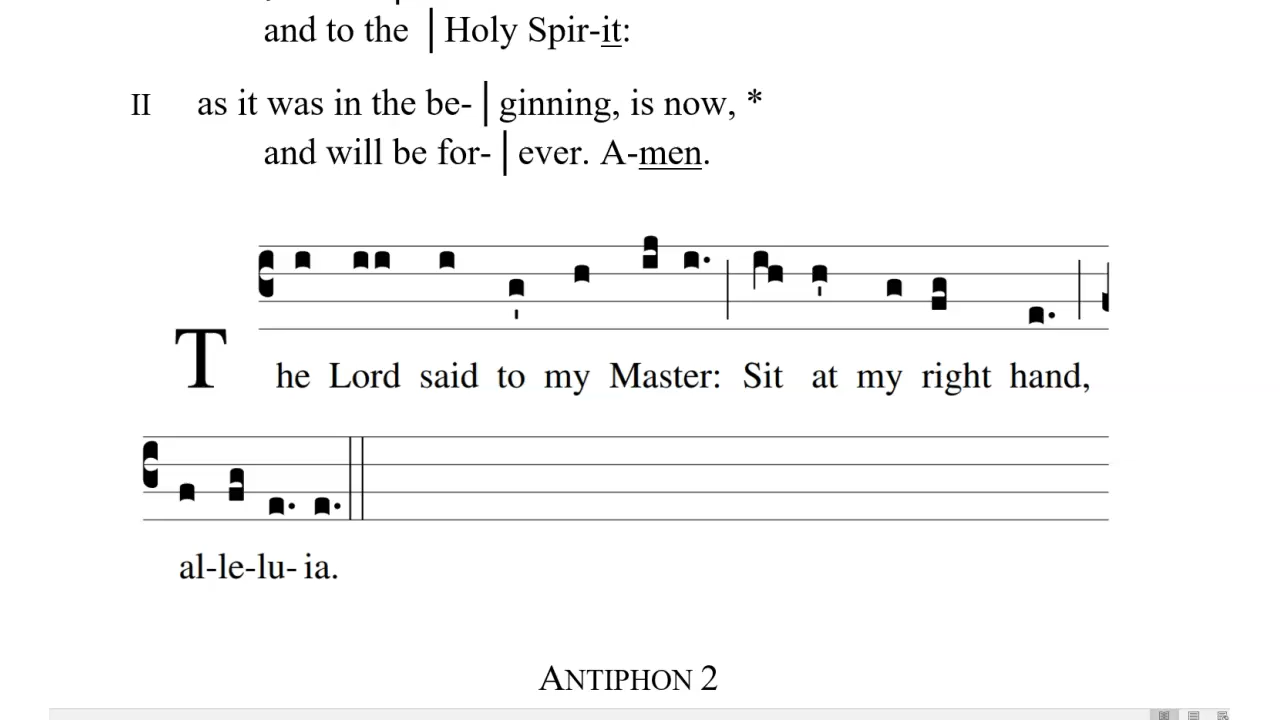 and to the | Holy Spir-it:
II as it was in the be- | ginning, is now, *
and will be for- | ever. A-men.
The Lord said to my Master: Sit at my right hand,
al-le-lu-ia.
ANTIPHON 2